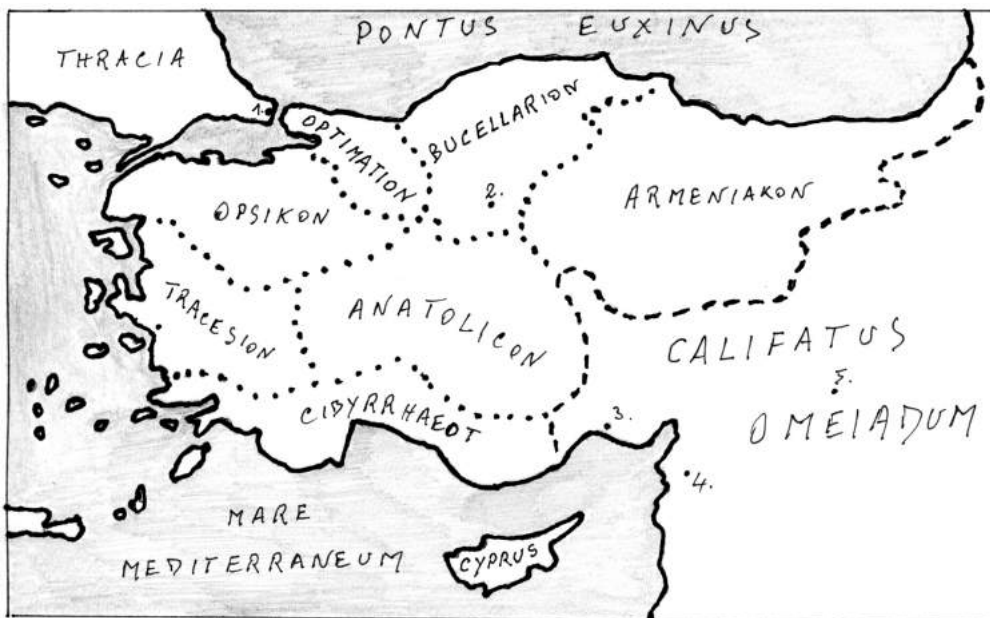 PONTUS EUXINUS
THRACIA
1.
OPTIMATION
BUCELLARION
2.
ARMENIAKON
OPSIKON
TRACESION
ANATOLICON
CALIFATUS
5.
OMEIADUM
CIBYRRHAEOT
3.
4.
MARE
MEDITERRANEUM
CYPRUS